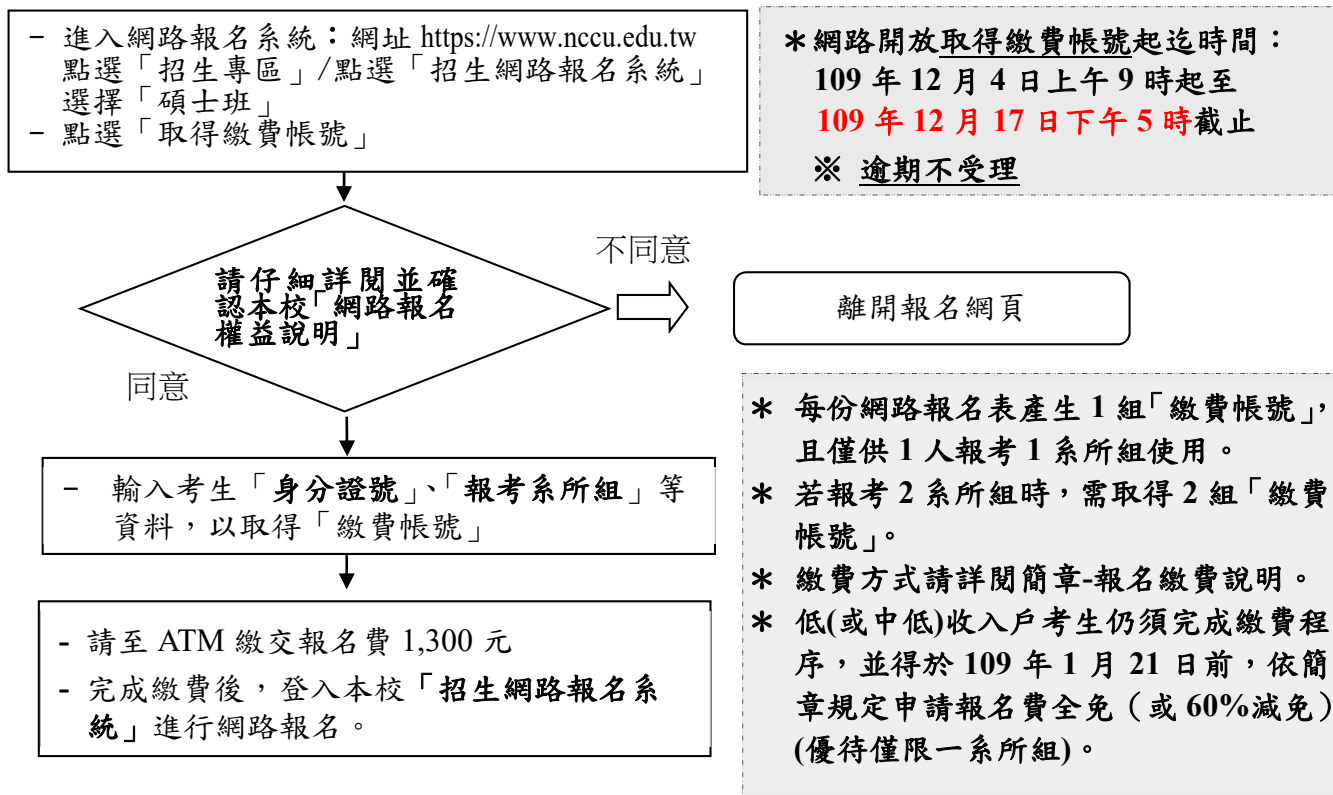 - 進入網路報名系統：網址 https://www.nccu.edu.tw
點選「招生專區」/點選「招生網路報名系統」
選擇「碩士班」
- 點選「取得繳費帳號」
＊網路開放取得繳費帳號起迄時間：
109 年 12 月 4 日上午 9 時起至
109 年 12 月 17 日下午 5 時截止
※ 逾期不受理
請仔細詳閱並確
認本校「網路報名
權益說明」
不同意
離開報名網頁
同意
- 輸入考生「身分證號」、「報考系所組」等
資料，以取得「繳費帳號」
- 請至 ATM 繳交報名費 1,300 元
- 完成繳費後，登入本校「招生網路報名系
統」進行網路報名。
＊ 每份網路報名表產生 1 組「繳費帳號」，
且僅供 1 人報考 1 系所組使用。
＊ 若報考 2 系所組時，需取得 2 組「繳費
帳號」。
＊ 繳費方式請詳閱簡章-報名繳費說明。
＊ 低(或中低)收入戶考生仍須完成繳費程
序，並得於 109 年 1 月 21 日前，依簡
章規定申請報名費全免（或 60%減免）
(優待僅限一系所組)。